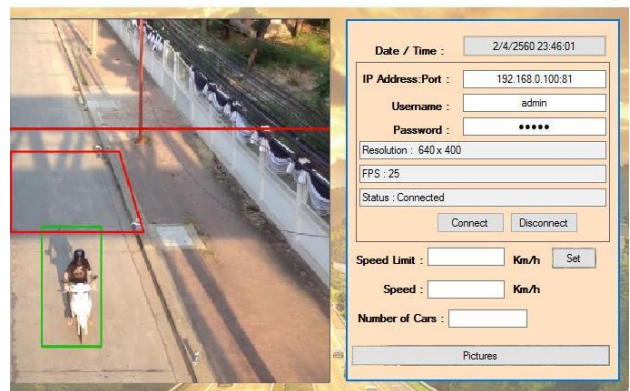 Date / Time : 2/4/2560 23:46:01
IP Address:Port : 192.168.0.100:81
Username : admin
Password : •••••
Resolution : 640 x 400
FPS : 25
Status : Connected
Connect Disconnect
Speed Limit : Km/h Set
Speed : Km/h
Number of Cars :
Pictures